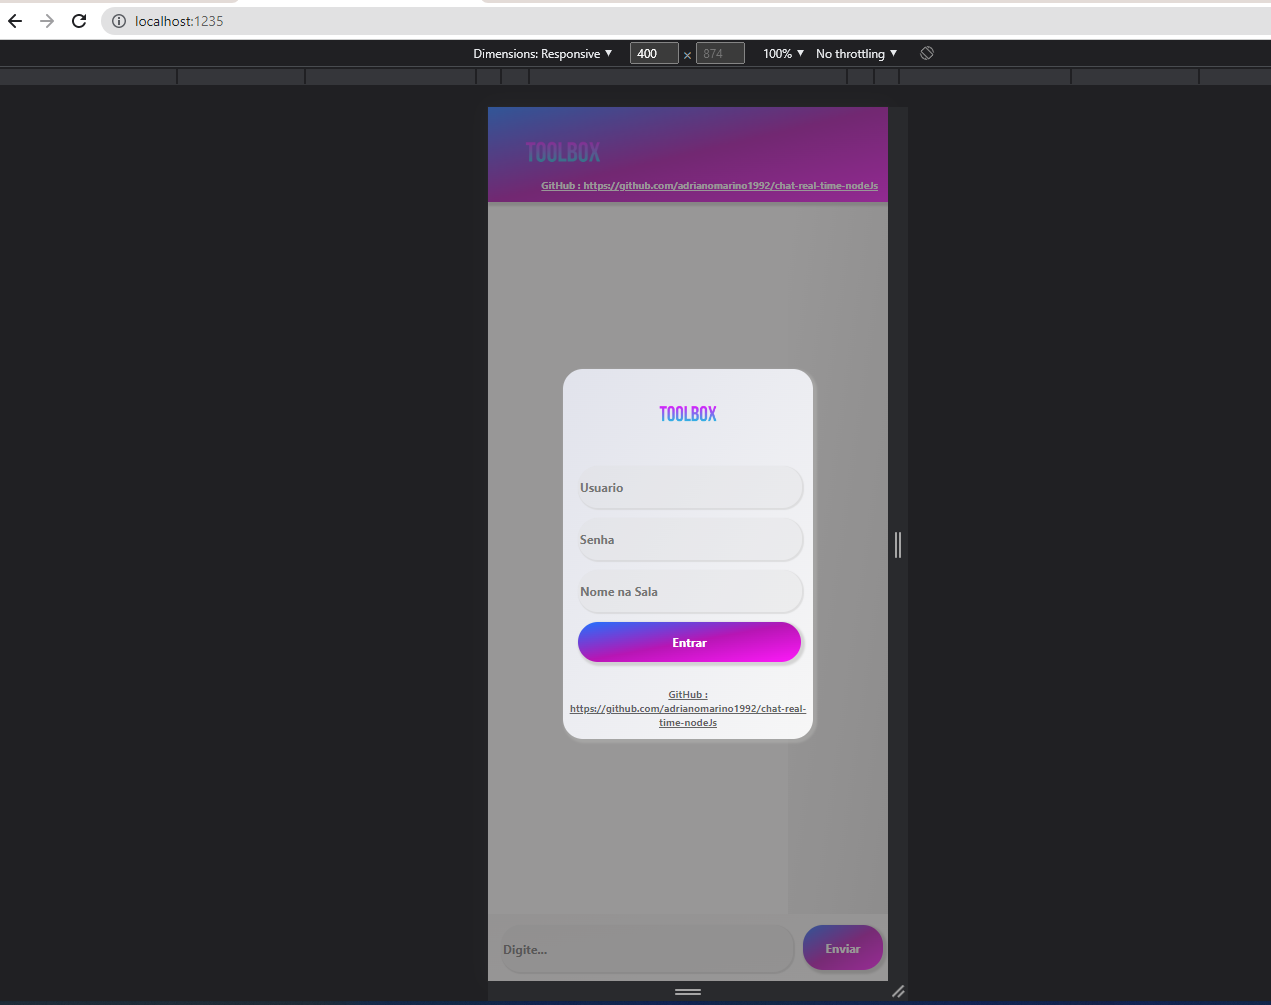 localhost:1235
Dimensions: Responsive ▼ 400 × 874 100% ▼ No throttling ▼
TOOLBOX
GitHub : https://github.com/adrianomarino1992/chat-real-time-nodeJs
TOOLBOX
Usuario
Senha
Nome na Sala
Entrar
GitHub :
https://github.com/adrianomarino1992/chat-real-
time-nodeJs
Digite...
Enviar